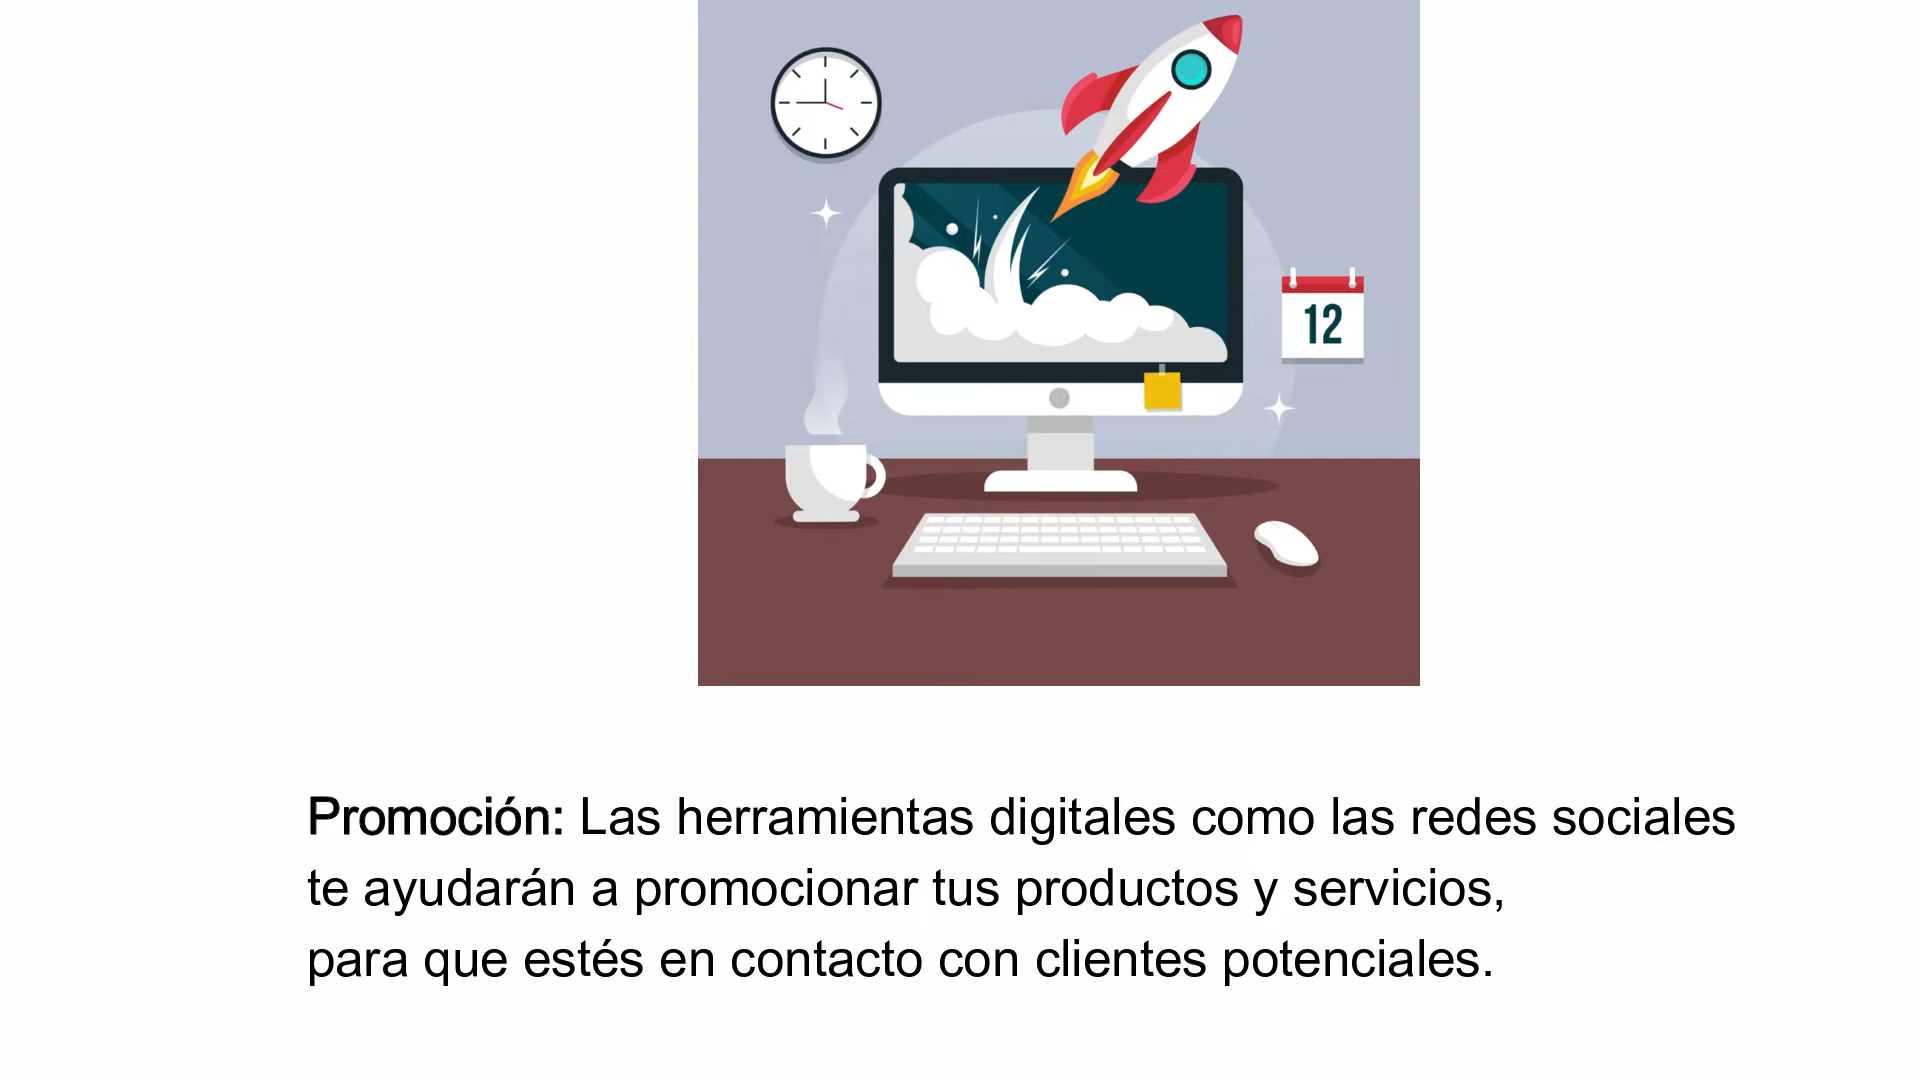 12
Promoción: Las herramientas digitales como las redes sociales
te ayudarán a promocionar tus productos y servicios,
para que estés en contacto con clientes potenciales.